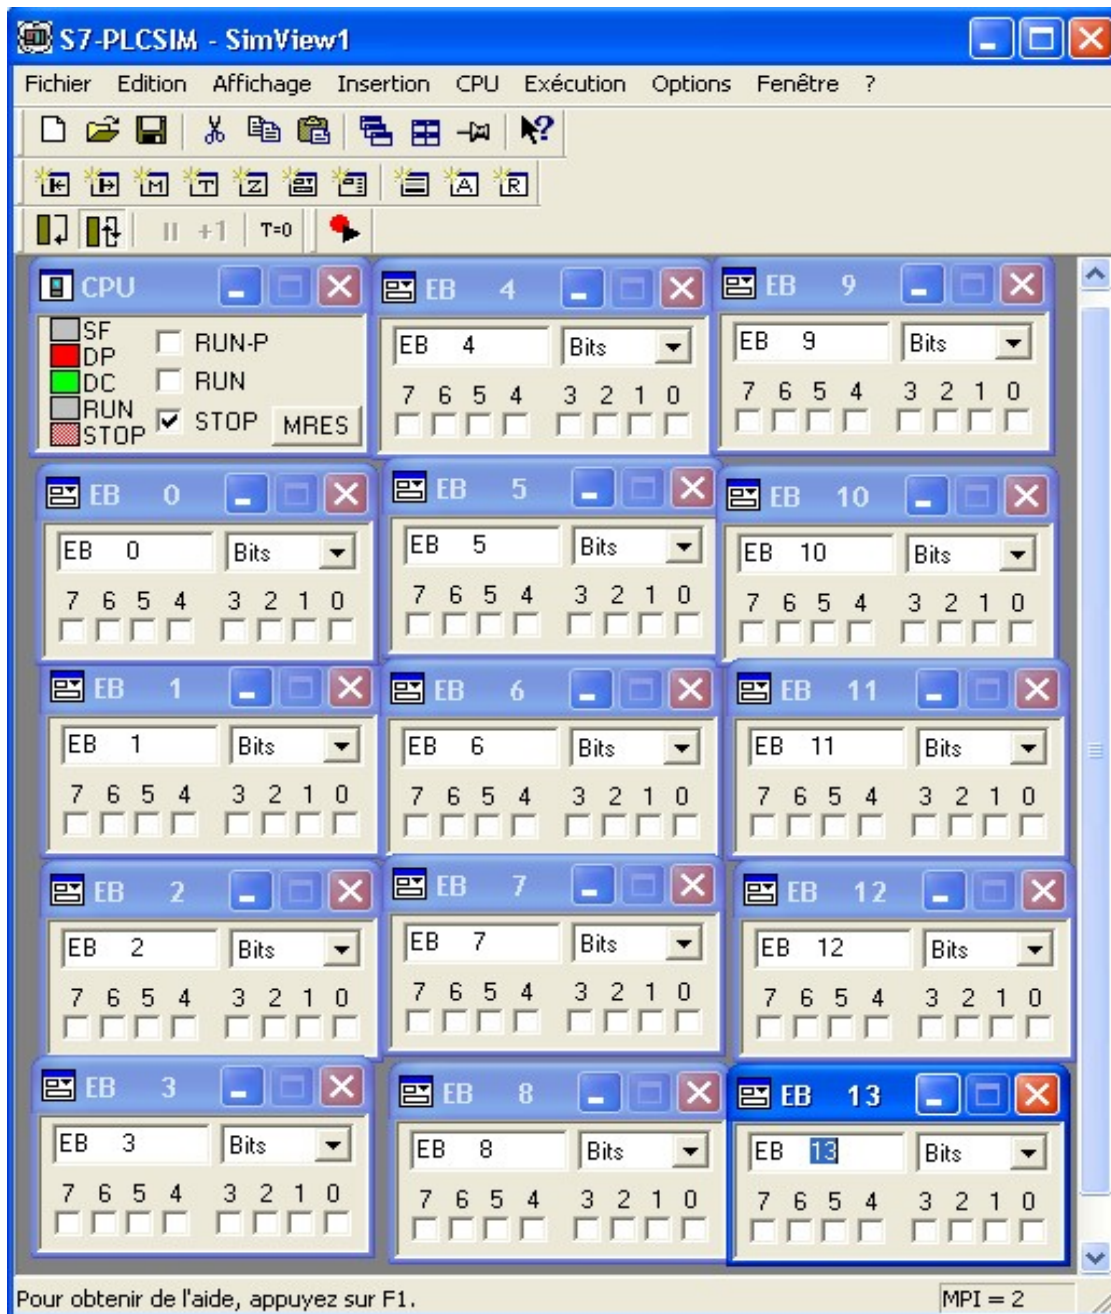 S7-PLCSIM - SimView1
Fichier Edition Affichage Insertion CPU Exécution Options Fenêtre ?
+1 T=0
CPU
SF
DP
DC
RUN
STOP
RUN-P
RUN
STOP MRES
EB 0
EB 0 Bits
7 6 5 4 3 2 1 0
EB 1
EB 1 Bits
7 6 5 4 3 2 1 0
EB 2
EB 2 Bits
7 6 5 4 3 2 1 0
EB 3
EB 3 Bits
7 6 5 4 3 2 1 0
EB 4
EB 4 Bits
7 6 5 4 3 2 1 0
EB 5
EB 5 Bits
7 6 5 4 3 2 1 0
EB 6
EB 6 Bits
7 6 5 4 3 2 1 0
EB 7
EB 7 Bits
7 6 5 4 3 2 1 0
EB 8
EB 8 Bits
7 6 5 4 3 2 1 0
EB 9
EB 9 Bits
7 6 5 4 3 2 1 0
EB 10
EB 10 Bits
7 6 5 4 3 2 1 0
EB 11
EB 11 Bits
7 6 5 4 3 2 1 0
EB 12
EB 12 Bits
7 6 5 4 3 2 1 0
EB 13
EB 13 Bits
7 6 5 4 3 2 1 0
Pour obtenir de l'aide, appuyez sur F1.
MPI = 2